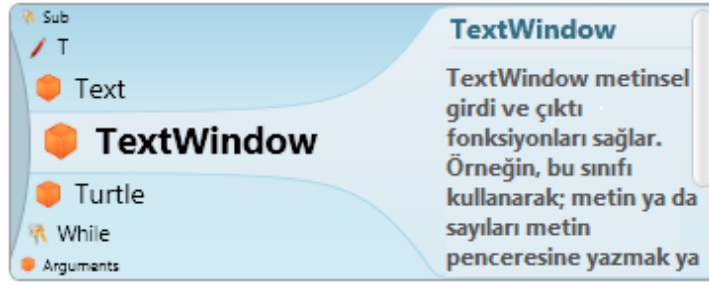 Sub
T
Text
TextWindow
Turtle
While
Arguments
TextWindow
TextWindow metinsel
girdi ve çıktı
fonksiyonları sağlar.
Örneğin, bu sınıfı
kullanarak; metin ya da
sayıları metin
penceresine yazmak ya